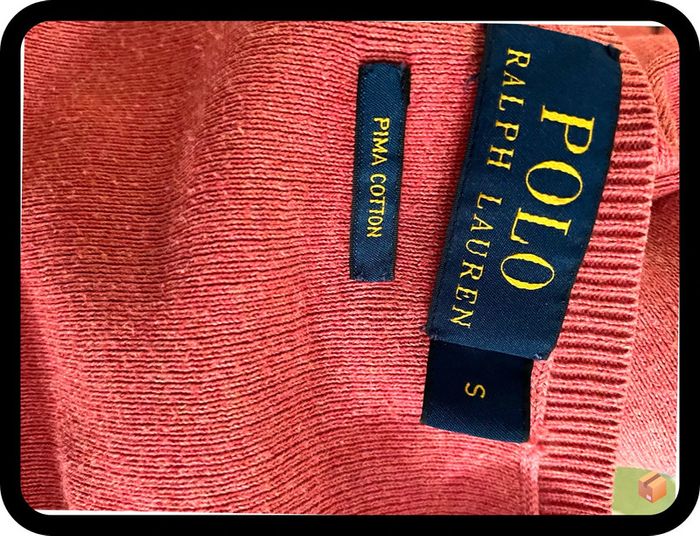 POLO
RALPH LAUREN
S
PIMA COTTON